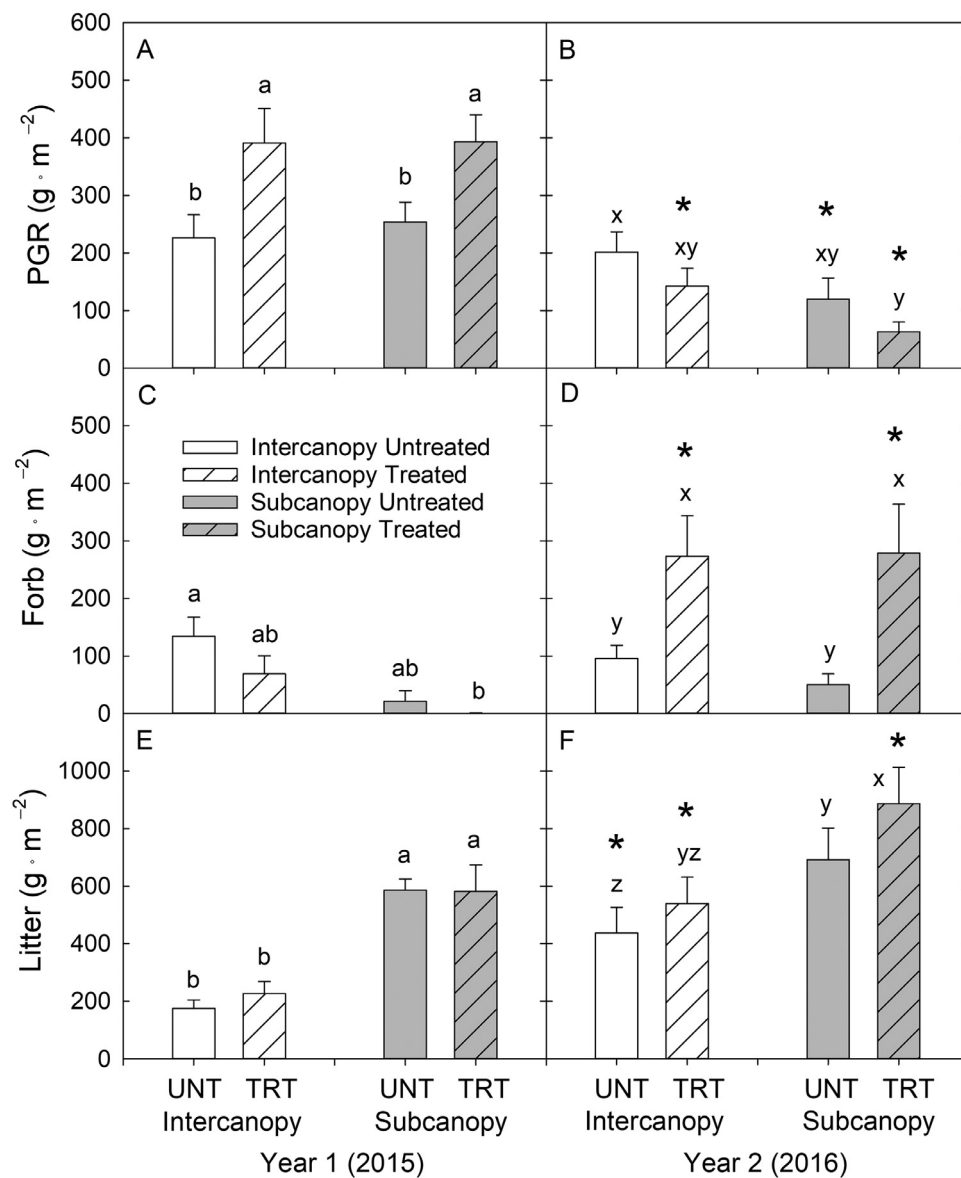 600
A
B
500
a
a
400
PGR (g · m⁻²)
300
b
b
x
*
*
200
xy
xy
*
100
y
0
C
D
500
Intercanopy Untreated
Intercanopy Treated
Subcanopy Untreated
Subcanopy Treated
*
*
400
x
x
Forb (g · m⁻²)
300
200
a
ab
y
y
100
ab
b
0
E
F
*
1000
x
Litter (g · m⁻²)
800
*
*
y
a
a
yz
600
z
400
b
b
200
0
UNT TRT UNT TRT UNT TRT UNT TRT
Intercanopy Subcanopy Intercanopy Subcanopy
Year 1 (2015) Year 2 (2016)